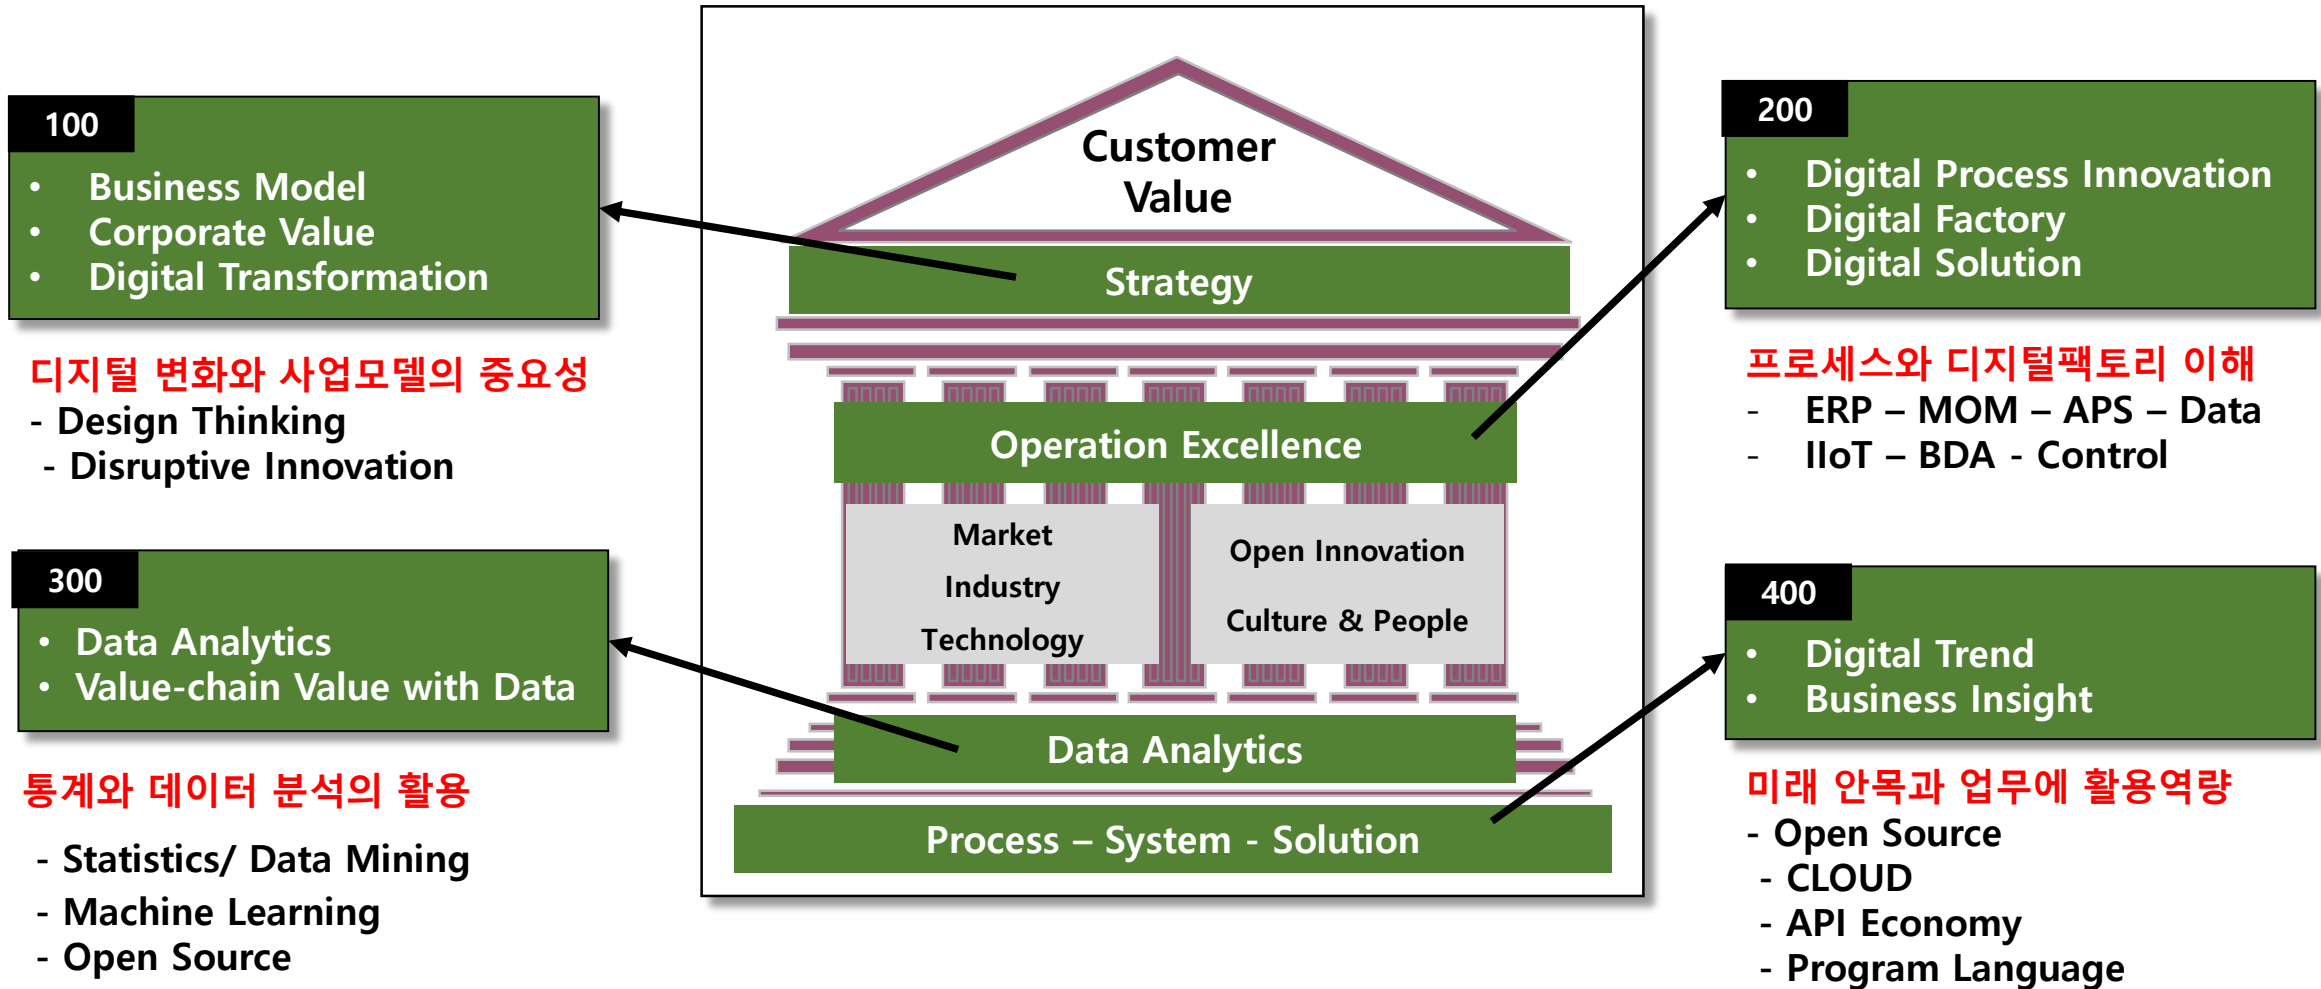 100
• Business Model
• Corporate Value
• Digital Transformation
디지털 변화와 사업모델의 중요성
- Design Thinking
- Disruptive Innovation
300
• Data Analytics
• Value-chain Value with Data
통계와 데이터 분석의 활용
- Statistics/ Data Mining
- Machine Learning
- Open Source
Customer
Value
Strategy
Operation Excellence
Market
Industry
Technology
Open Innovation
Culture & People
Data Analytics
Process – System - Solution
200
• Digital Process Innovation
• Digital Factory
• Digital Solution
프로세스와 디지털팩토리 이해
- ERP – MOM – APS – Data
- IIoT – BDA - Control
400
• Digital Trend
• Business Insight
미래 안목과 업무에 활용역량
- Open Source
- CLOUD
- API Economy
- Program Language